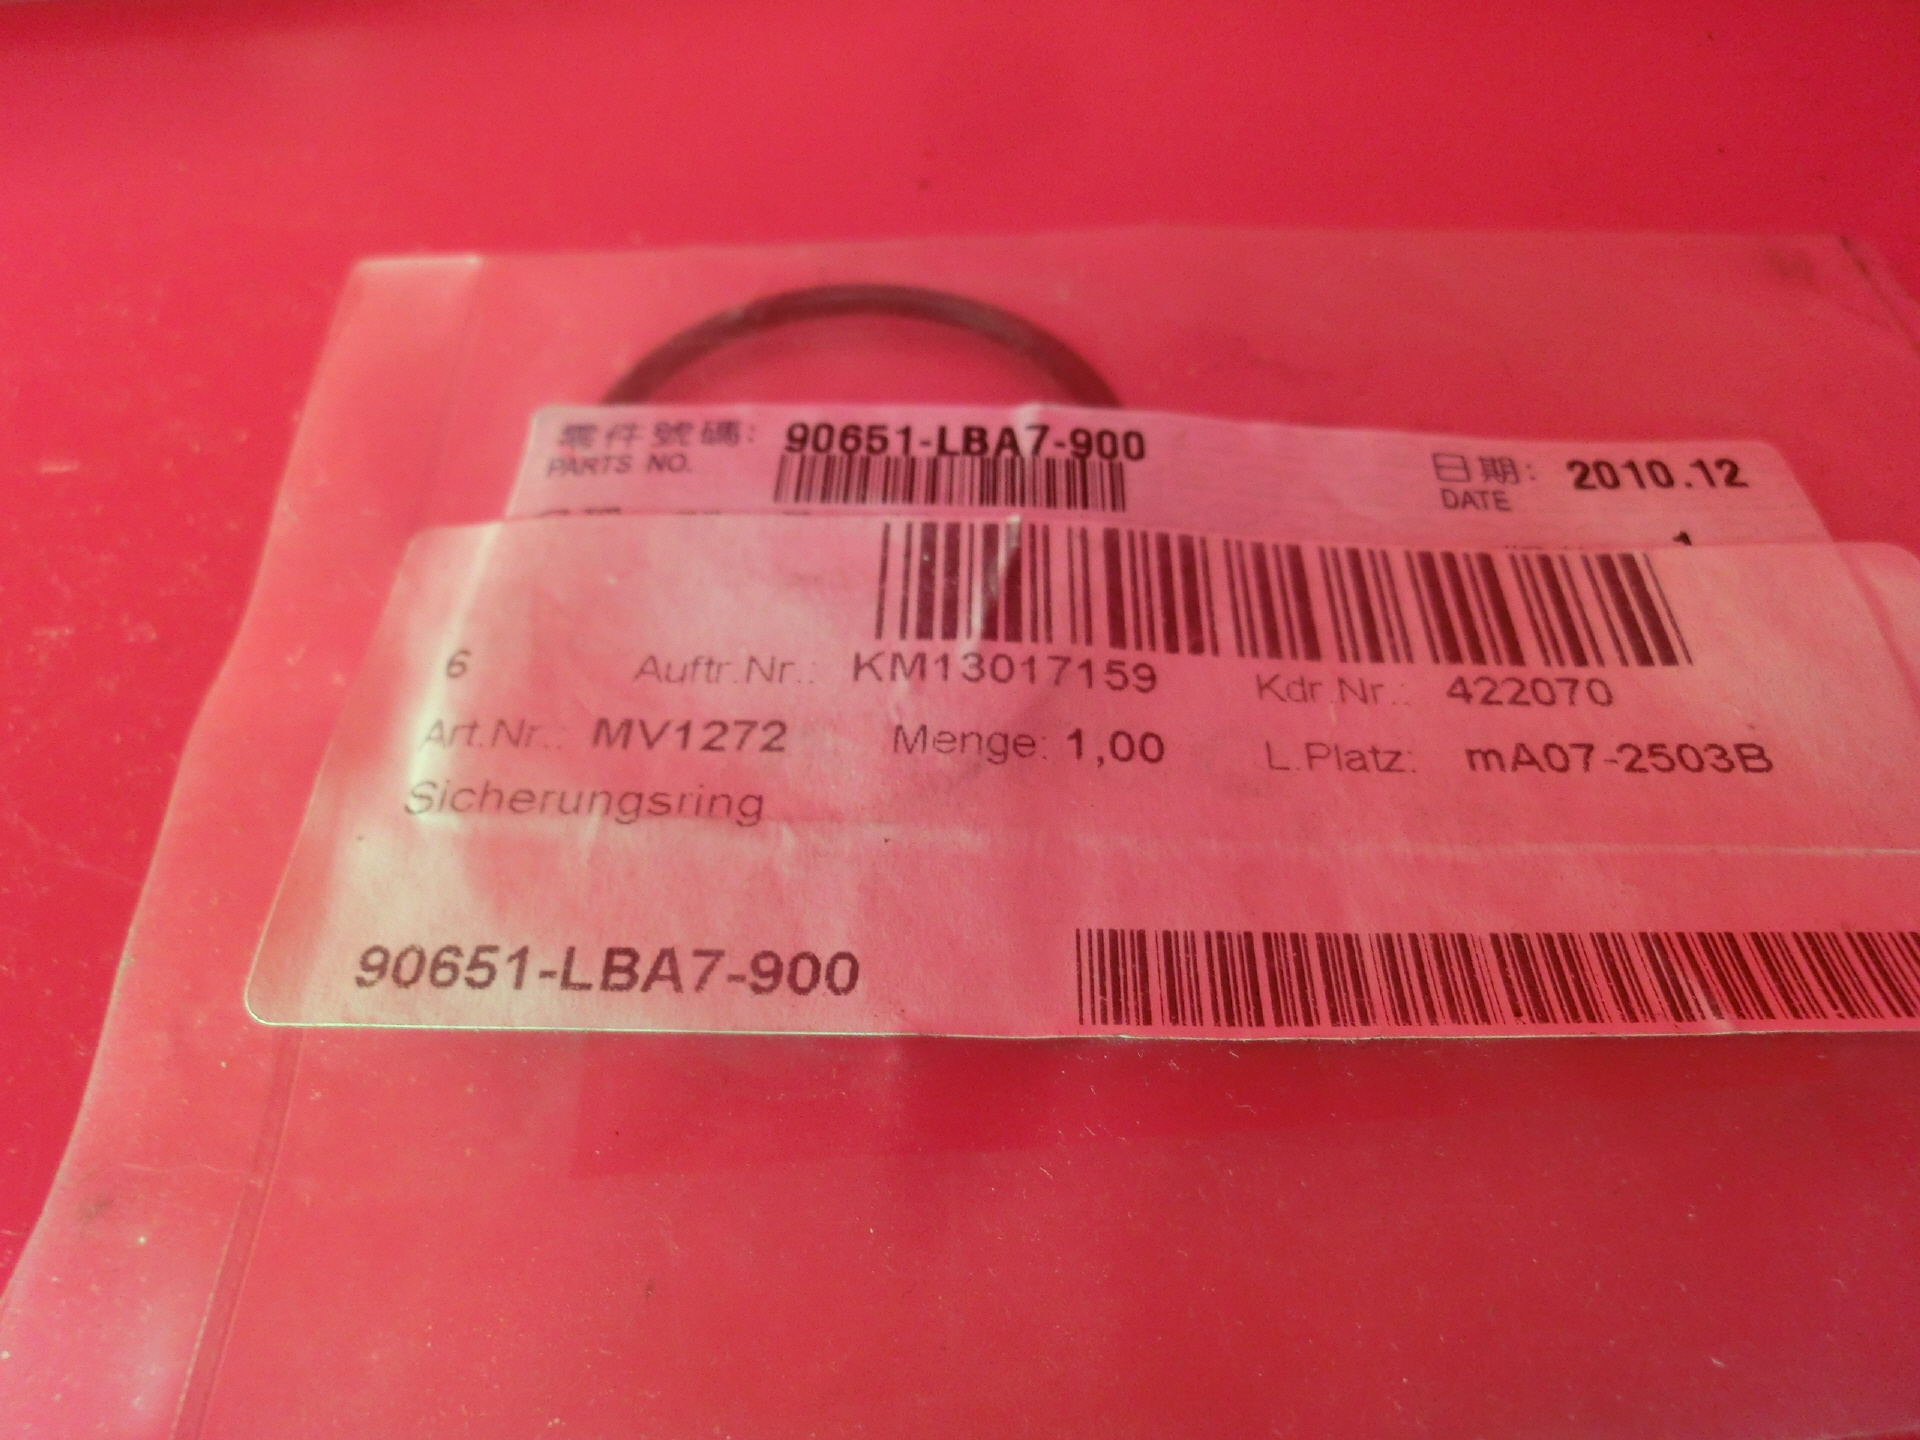 零件號碼: 90651-LBA7-900
PARTS NO.
日期: 2010.12
DATE
1
6 Auftr.Nr.: KM13017159 Kdr.Nr.: 422070
Art.Nr.: MV1272 Menge: 1,00 L.Platz: mA07-2503B
Sicherungsring
90651-LBA7-900